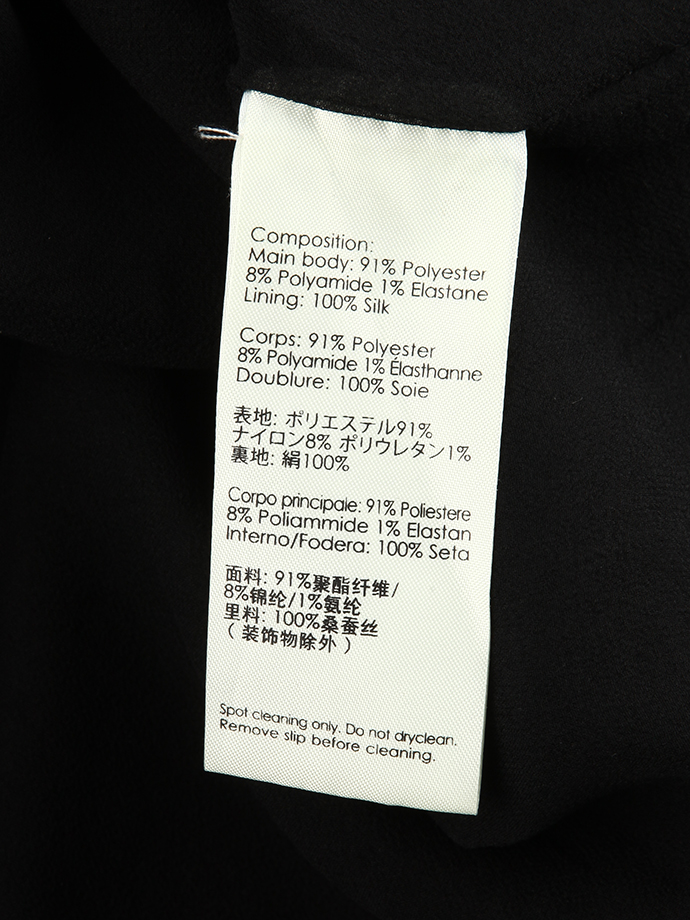 Composition:
Main body: 91% Polyester
8% Polyamide 1% Elastane
Lining: 100% Silk
Corps: 91% Polyester
8% Polyamide 1% Élasthanne
Doublure: 100% Soie
表地: ポリエステル91%
ナイロン8% ポリウレタン1%
裏地: 絹100%
Corpo principaie: 91% Poliestere
8% Poliammide 1% Elastan
Interno/Fodera: 100% Seta
面料: 91%聚酯纤维/
8%锦纶/1%氨纶
里料: 100%桑蚕丝
( 装饰物除外 )
Spot cleaning only. Do not dryclean.
Remove slip before cleaning.